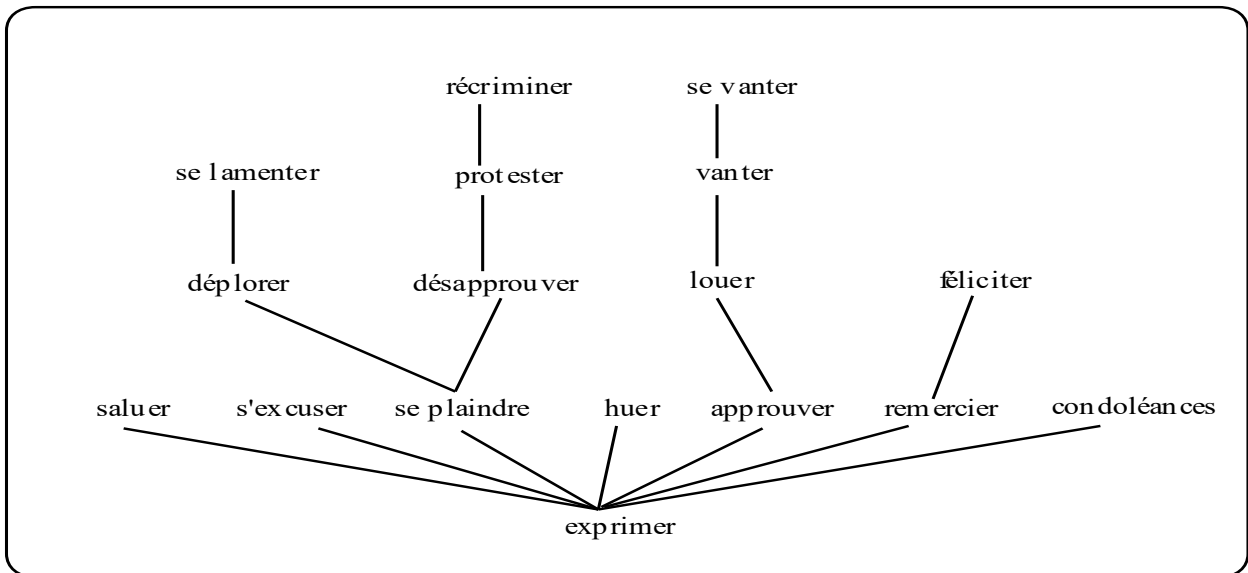 récriminer se vanter
se lamenter protester vanter
déplorer désapprouver louer féliciter
saluer s'excuser se plaindre huer approuver remercier condoléances
exprimer